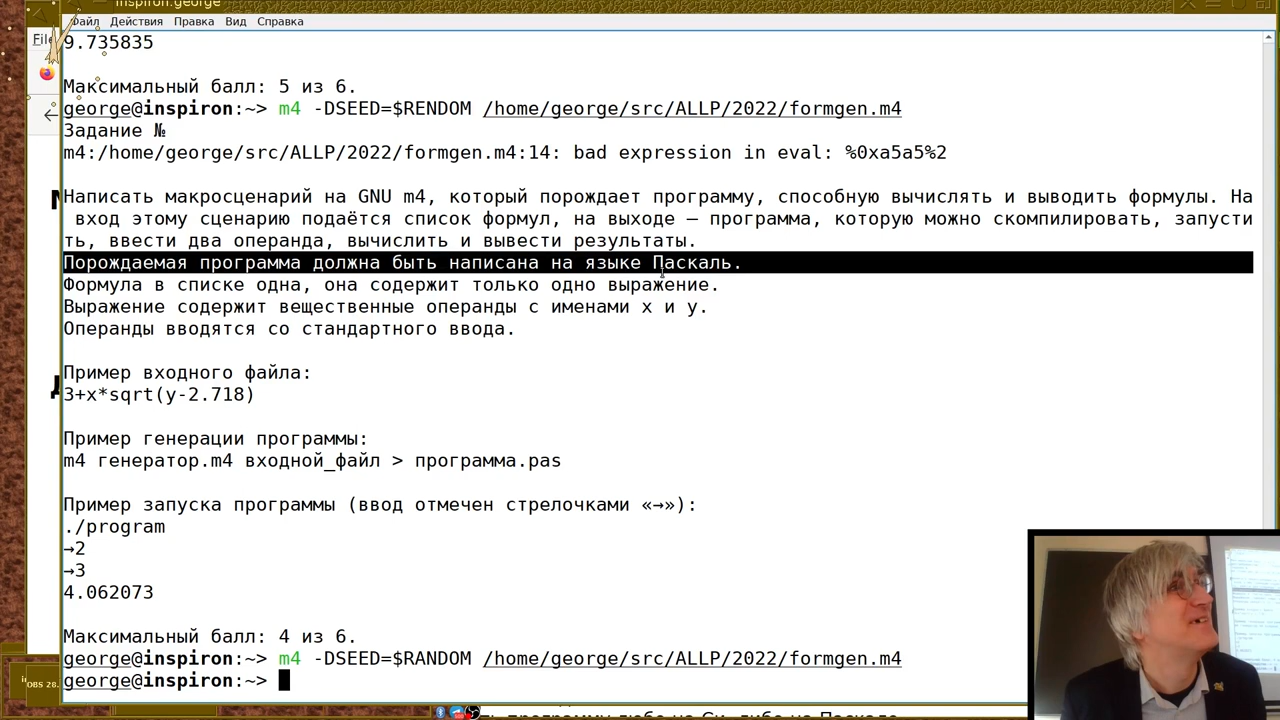 inspiron.george
Файл Действия Правка Вид Справка
File
9.735835
Максимальный балл: 5 из 6.
george@inspiron:~> m4 -DSEED=$RENDOM /home/george/src/ALLP/2022/formgen.m4
Задание №
m4:/home/george/src/ALLP/2022/formgen.m4:14: bad expression in eval: %0xa5a5%2
Написать макросценарий на GNU m4, который порождает программу, способную вычислять и выводить формулы. На
вход этому сценарию подаётся список формул, на выходе — программа, которую можно скомпилировать, запусти
ть, ввести два операнда, вычислить и вывести результаты.
Порождаемая программа должна быть написана на языке Паскаль.
Формула в списке одна, она содержит только одно выражение.
Выражение содержит вещественные операнды с именами x и y.
Операнды вводятся со стандартного ввода.
Пример входного файла:
3+x*sqrt(y-2.718)
Пример генерации программы:
m4 генератор.m4 входной_файл > программа.pas
Пример запуска программы (ввод отмечен стрелочками «→»):
./program
→2
→3
4.062073
Максимальный балл: 4 из 6.
george@inspiron:~> m4 -DSEED=$RANDOM /home/george/src/ALLP/2022/formgen.m4
george@inspiron:~>
OBS 28.